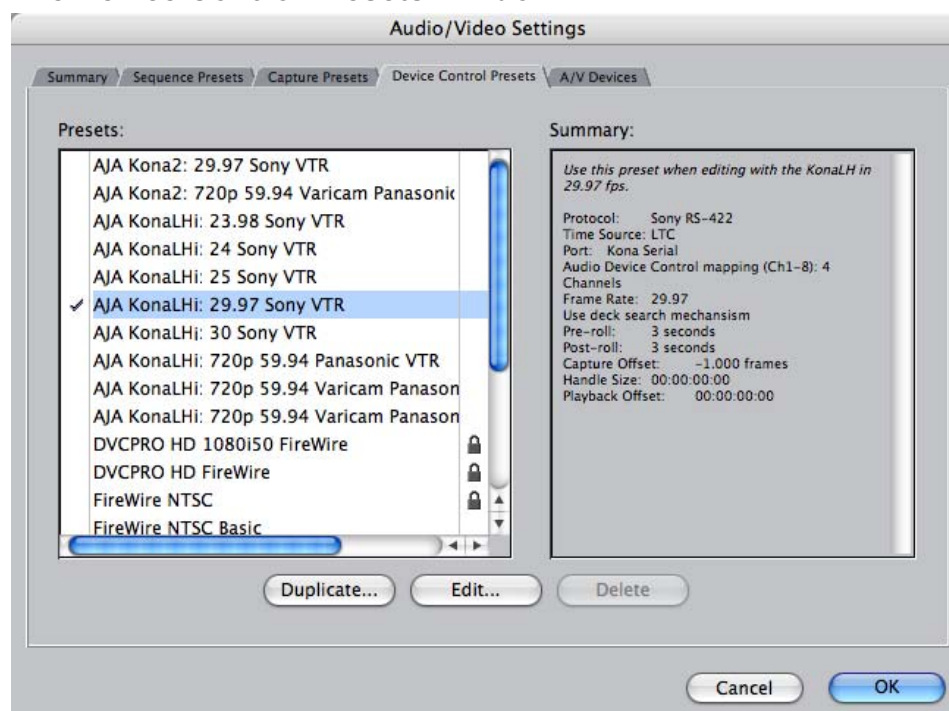 Audio/Video Settings
Summary
Sequence Presets
Capture Presets
Device Control Presets
A/V Devices
Presets:
AJA Kona2: 29.97 Sony VTR
AJA Kona2: 720p 59.94 Varicam Panasonic
AJA KonaLHi: 23.98 Sony VTR
AJA KonaLHi: 24 Sony VTR
AJA KonaLHi: 25 Sony VTR
AJA KonaLHi: 29.97 Sony VTR
AJA KonaLHi: 30 Sony VTR
AJA KonaLHi: 720p 59.94 Panasonic VTR
AJA KonaLHi: 720p 59.94 Varicam Panason
AJA KonaLHi: 720p 59.94 Varicam Panason
DVCPRO HD 1080i50 FireWire
DVCPRO HD FireWire
FireWire NTSC
FireWire NTSC Basic
Summary:
Use this preset when editing with the KonaLH in
29.97 fps.
Protocol: Sony RS-422
Time Source: LTC
Port: Kona Serial
Audio Device Control mapping (Ch1-8): 4
Channels
Frame Rate: 29.97
Use deck search mechansism
Pre-roll: 3 seconds
Post-roll: 3 seconds
Capture Offset: -1.000 frames
Handle Size: 00:00:00:00
Playback Offset: 00:00:00:00
Duplicate...
Edit...
Delete
Cancel
OK